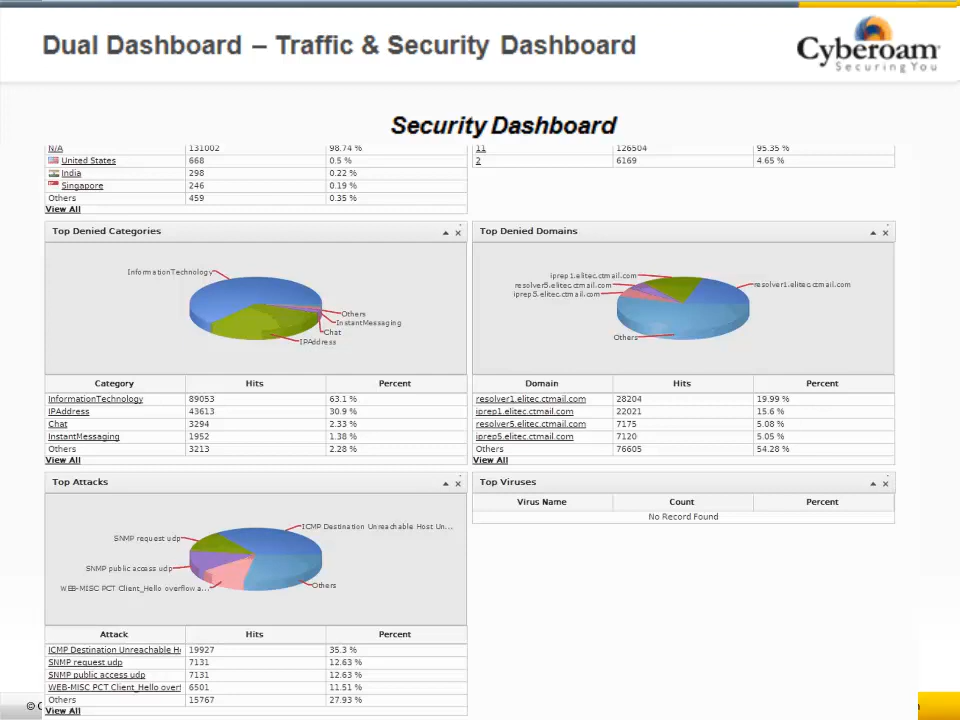 Dual Dashboard – Traffic & Security Dashboard
Cyberoam
Securing You
Security Dashboard
N/A 131002 98.74 %
United States 668 0.5 %
India 298 0.22 %
Singapore 246 0.19 %
Others 459 0.35 %
View All
11 126504 95.35 %
2 6169 4.65 %
Top Denied Categories
InformationTechnology
Others
InstantMessaging
Chat
IPAddress
Category Hits Percent
InformationTechnology 89053 63.1 %
IPAddress 43613 30.9 %
Chat 3294 2.33 %
InstantMessaging 1952 1.38 %
Others 3213 2.28 %
View All
Top Denied Domains
iprep1.elitec.ctmail.com
resolver5.elitec.ctmail.com
iprep5.elitec.ctmail.com
resolver1.elitec.ctmail.com
Others
Domain Hits Percent
resolver1.elitec.ctmail.com 28204 19.99 %
iprep1.elitec.ctmail.com 22021 15.6 %
resolver5.elitec.ctmail.com 7175 5.08 %
iprep5.elitec.ctmail.com 7120 5.05 %
Others 76605 54.28 %
View All
Top Attacks
ICMP Destination Unreachable Host Un...
SNMP request udp
SNMP public access udp
WEB-MISC PCT Client_Hello overflow a...
Others
Attack Hits Percent
ICMP Destination Unreachable H 19927 35.3 %
SNMP request udp 7131 12.63 %
SNMP public access udp 7131 12.63 %
WEB-MISC PCT Client_Hello overf 6501 11.51 %
Others 15767 27.93 %
View All
Top Viruses
Virus Name Count Percent
No Record Found
©